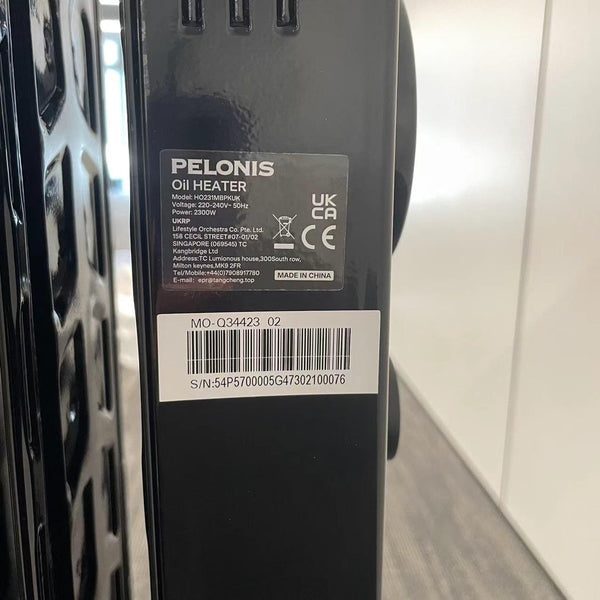 PELONIS
Oil HEATER
Model: HO231MBPKUK
Voltage: 220-240V~ 50Hz
Power: 2300W
UKRP
Lifestyle Orchestra Co Pte. Ltd.
158 CECIL STREET#07-01/02
SINGAPORE (069545) TC
Kangbridge Ltd
Address:TC Lumionous house,300South row,
Milton keynes,MK9 2FR
Tel/Mobile:+44(0)7908917780
E-mail: epr@tangcheng.top
UK
CA
CE
MADE IN CHINA
MO-Q34423 02
S/N:54P5700005G47302100076